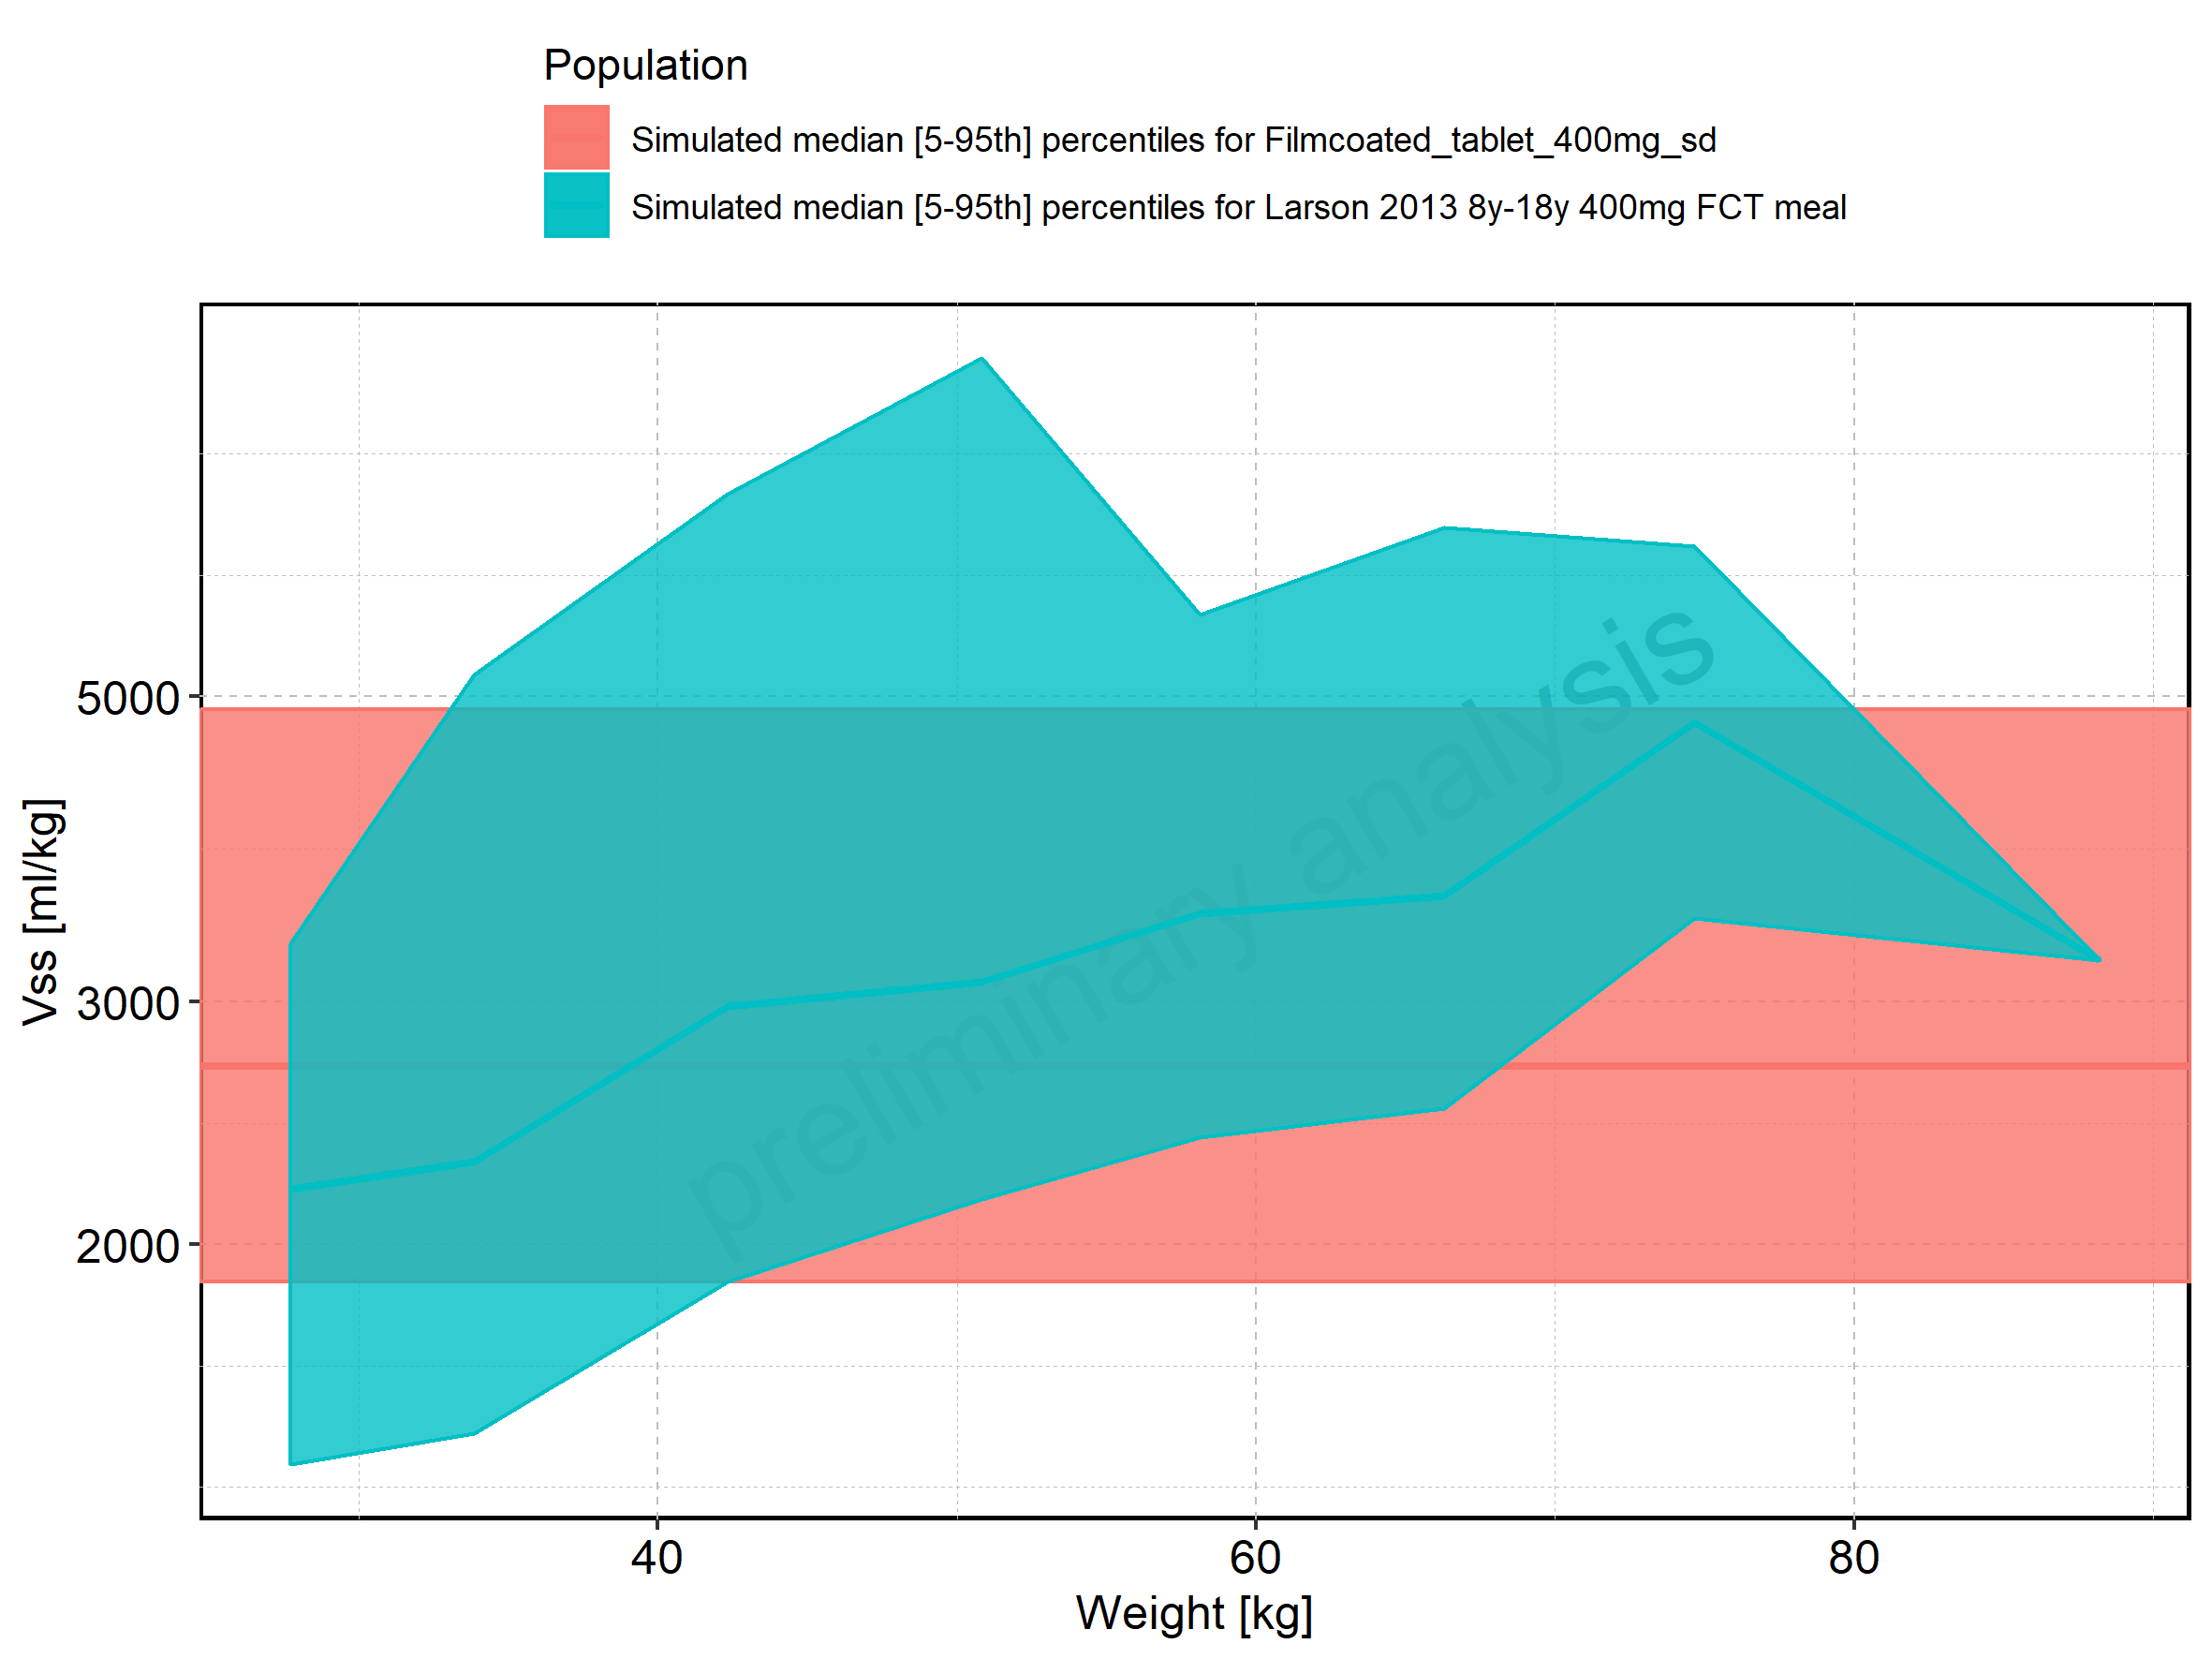 Population
Simulated median [5-95th] percentiles for Filmcoated_tablet_400mg_sd
Simulated median [5-95th] percentiles for Larson 2013 8y-18y 400mg FCT meal
5000
3000
2000
Vss [ml/kg]
preliminary analysis
40
60
80
Weight [kg]